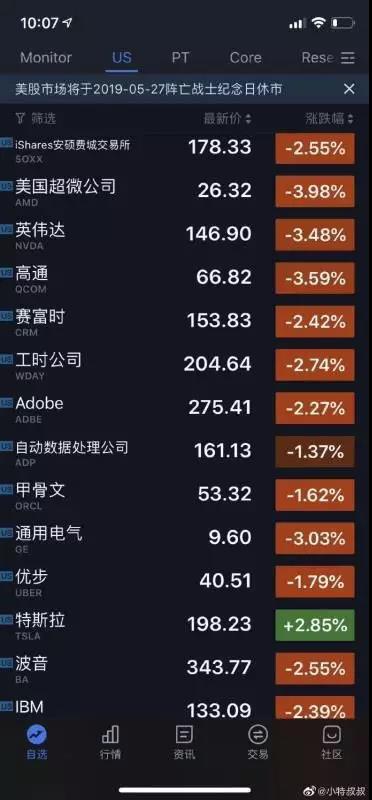 10:07
Monitor US PT Core Rese
美股市场将于2019-05-27阵亡战士纪念日休市
筛选 最新价 涨跌幅
US iShares安硕费城交易所 178.33 -2.55%
SOXX
US 美国超微公司 26.32 -3.98%
AMD
US 英伟达 146.90 -3.48%
NVDA
US 高通 66.82 -3.59%
QCOM
US 赛富时 153.83 -2.42%
CRM
US 工时公司 204.64 -2.74%
WDAY
US Adobe 275.41 -2.27%
ADBE
US 自动数据处理公司 161.13 -1.37%
ADP
US 甲骨文 53.32 -1.62%
ORCL
US 通用电气 9.60 -3.03%
GE
US 优步 40.51 -1.79%
UBER
US 特斯拉 198.23 +2.85%
TSLA
US 波音 343.77 -2.55%
BA
US IBM 133.09 -2.39%
自选 行情 资讯 交易 社区
@小特叔叔